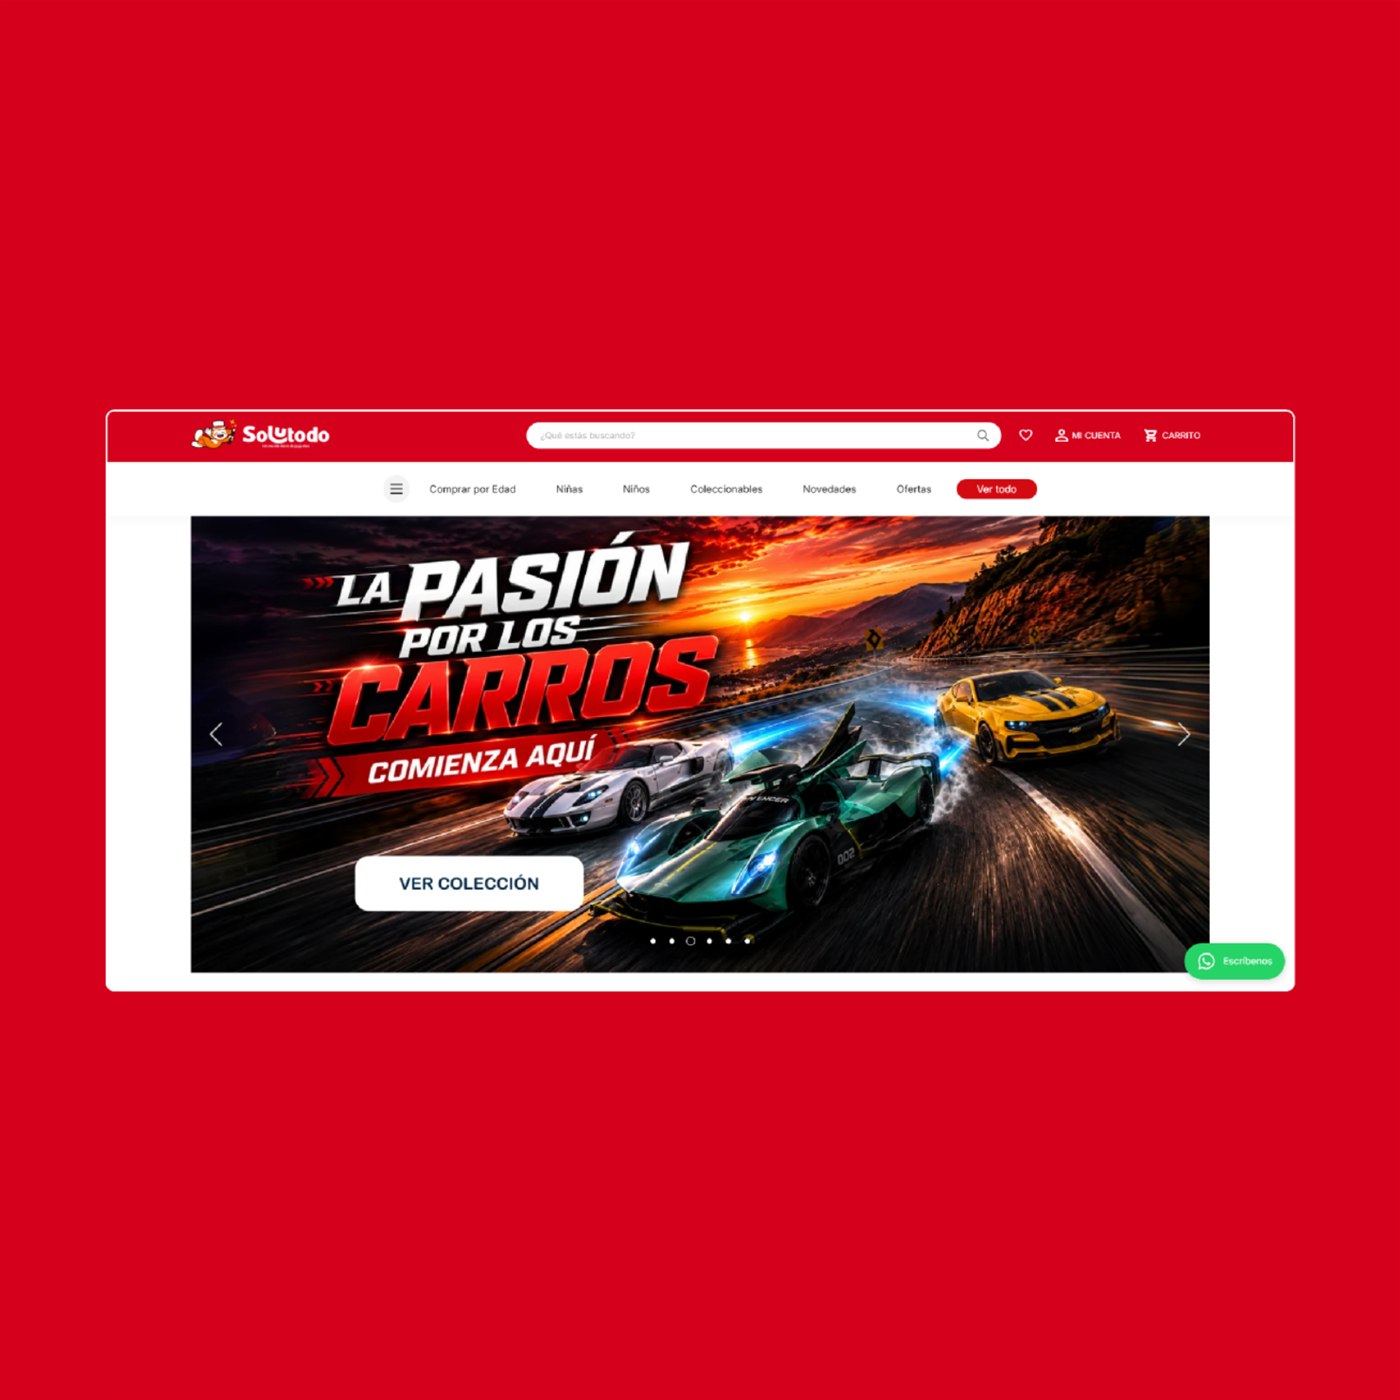 Solutodo
¿Qué estás buscando?
MI CUENTA
CARRITO
Comprar por Edad
Niñas
Niños
Coleccionables
Novedades
Ofertas
Ver todo
LA PASIÓN
POR LOS
CARROS
COMIENZA AQUÍ
002
VER COLECCIÓN
Escríbenos